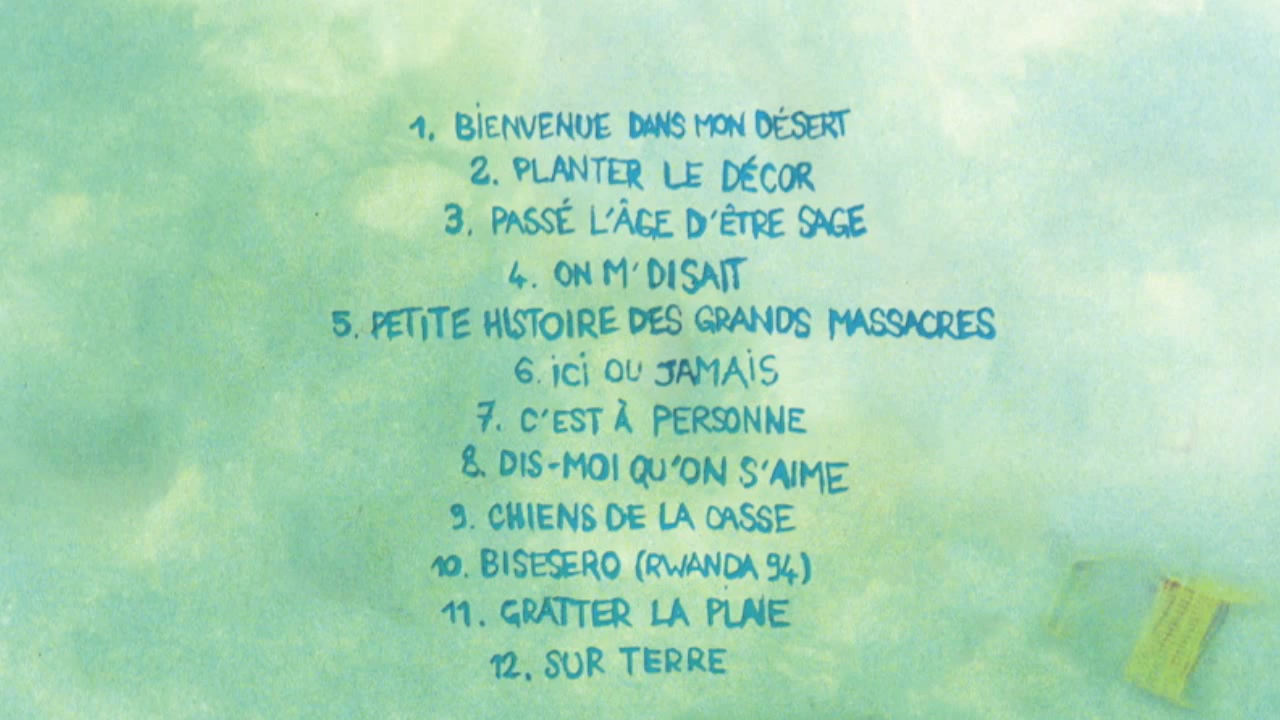 1. BIENVENUE DANS MON DÉSERT
2. PLANTER LE DÉCOR
3. PASSÉ L'ÂGE D'ÊTRE SAGE
4. ON M'DISAIT
5. PETITE HISTOIRE DES GRANDS MASSACRES
6. ICI OU JAMAIS
7. C'EST À PERSONNE
8. DIS-MOI QU'ON S'AIME
9. CHIENS DE LA CASSE
10. BISESERO (RWANDA 94)
11. GRATTER LA PLAIE
12. SUR TERRE